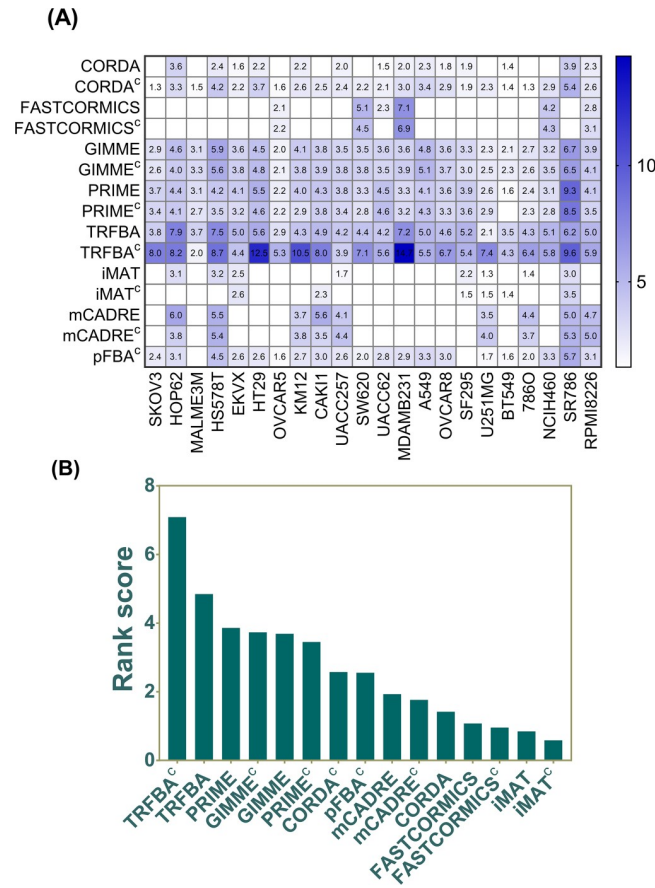 (A)
CORDA 3.6 2.4 1.6 2.2 2.2 2.0 1.5 2.0 2.3 1.8 1.9 1.4 3.9 2.3
CORDAᶜ 1.3 3.3 1.5 4.2 2.2 3.7 1.6 2.6 2.5 2.4 2.2 2.1 3.0 3.4 2.9 2.1 2.3 1.4 1.3 2.9 5.4 2.6
FASTCORMICS 2.1 5.1 2.3 7.1 4.2 2.8
FASTCORMICSᶜ 2.2 4.5 6.9 4.3 3.1
GIMME 2.9 4.6 3.1 5.9 3.6 4.5 2.0 4.1 3.8 3.5 3.5 3.6 3.5 4.8 3.6 3.3 2.3 2.1 2.7 3.2 6.7 3.9
GIMMEᶜ 2.6 4.0 3.3 5.6 3.8 4.8 2.1 3.8 3.8 3.9 3.5 3.8 3.9 5.1 3.7 3.0 2.5 2.3 2.6 3.5 6.5 4.1
PRIME 3.7 4.4 3.1 4.2 4.1 5.5 2.2 4.0 4.3 3.8 3.3 4.5 3.3 4.1 3.6 3.9 2.6 1.6 2.4 3.1 9.3 4.1
PRIMEᶜ 3.4 4.1 2.7 3.5 3.2 4.6 2.2 2.9 3.8 3.4 2.8 4.6 3.2 4.4 3.3 3.6 2.9 2.3 2.8 8.5 3.5
TRFBA 3.8 7.9 3.7 7.5 5.0 5.6 2.9 4.3 4.9 4.2 4.4 4.2 7.2 5.0 4.6 5.2 2.1 3.5 4.3 5.3 6.2 5.0
TRFBAᶜ 8.0 8.2 2.0 8.7 4.4 12.5 5.3 10.5 8.0 3.9 7.1 5.6 5.5 6.7 5.4 7.4 4.3 6.4 5.8 9.6 5.9
iMAT 3.1 3.2 2.5 1.7 2.2 1.3 1.4 3.0
iMATᶜ 2.6 2.3 1.5 1.5 1.4 3.5
mCADRE 6.0 5.5 3.7 5.6 4.1 3.5 4.4 5.0 4.7
mCADREᶜ 3.8 5.4 3.8 3.5 4.4 4.0 3.7 5.3 5.0
pFBAᶜ 2.4 3.1 4.5 2.6 2.6 1.6 2.7 3.0 2.6 2.0 2.8 2.9 3.3 3.0 1.7 1.6 2.0 3.3 5.7 3.1
SKOV3 HOP62 MALME3M HS578T EKVX HT29 OVCAR5 KM12 CAKI1 UACC257 SW620 UACC62 MDAMB231 A549 OVCAR8 SF295 U251MG BT549 786O NCIH460 SR786 RPMI8226
10
5
(B)
Rank score
8
6
4
2
0
TRFBAᶜ TRFBA PRIME GIMMEᶜ GIMME PRIMEᶜ CORDAᶜ pFBAᶜ mCADRE mCADREᶜ CORDA FASTCORMICS FASTCORMICSᶜ iMAT iMATᶜ